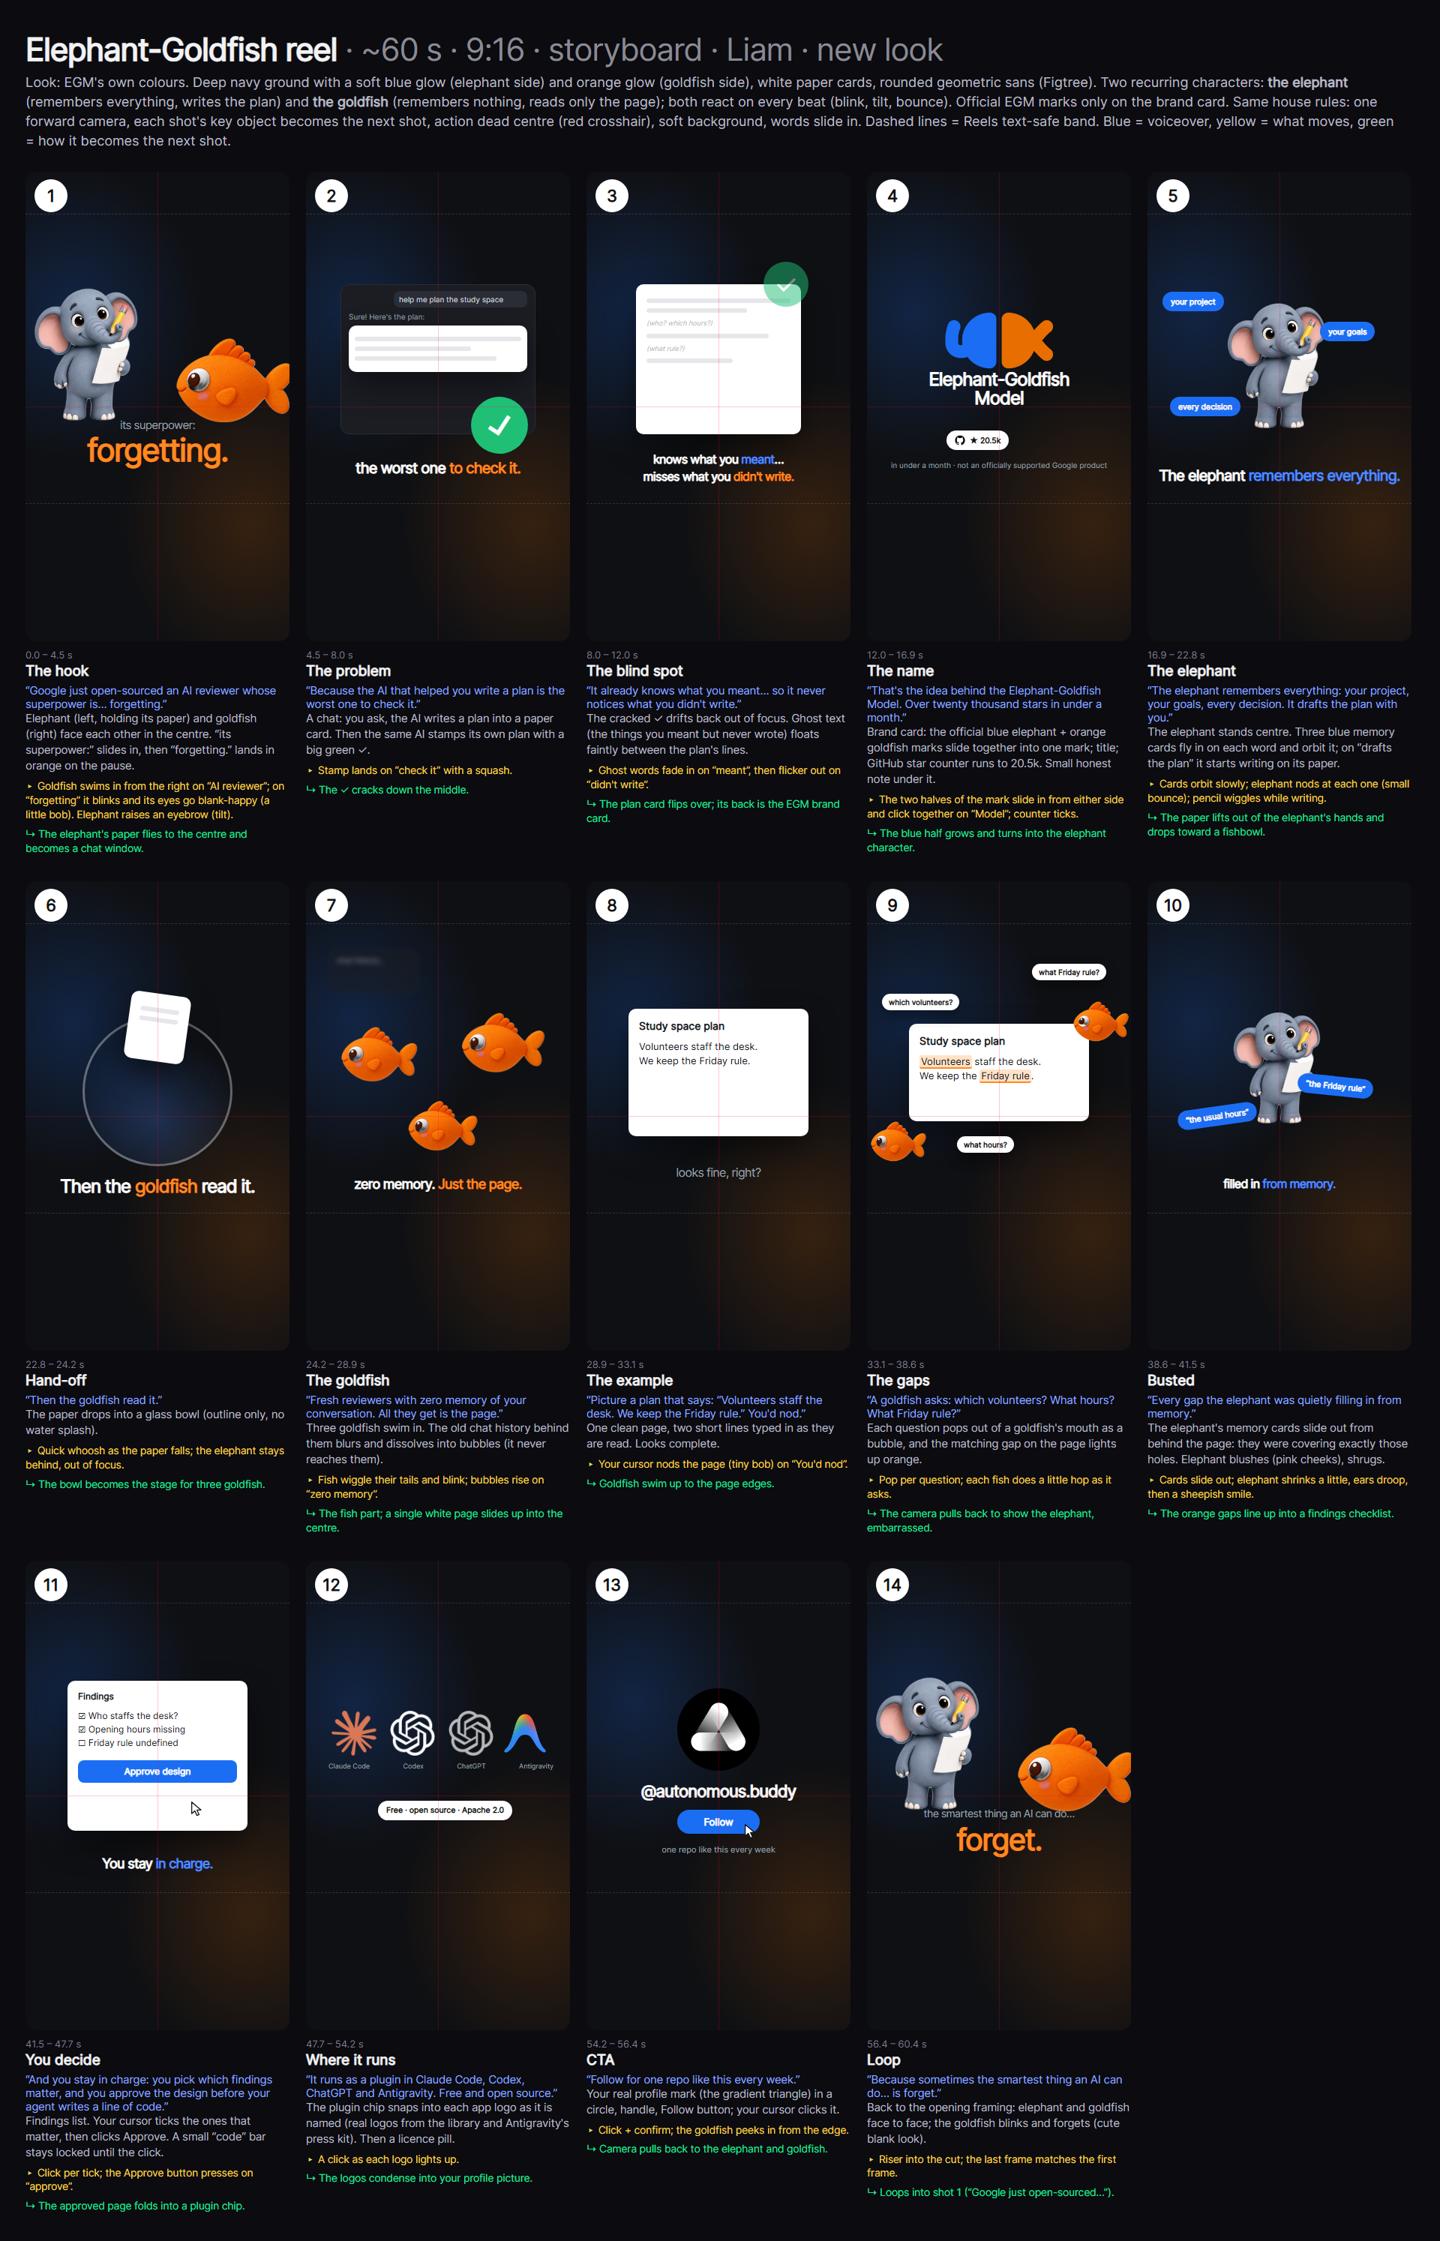 Elephant-Goldfish reel · ~60 s · 9:16 · storyboard · Liam · new look
Look: EGM's own colours. Deep navy ground with a soft blue glow (elephant side) and orange glow (goldfish side), white paper cards, rounded geometric sans (Figtree). Two recurring characters: the elephant
(remembers everything, writes the plan) and the goldfish (remembers nothing, reads only the page); both react on every beat (blink, tilt, bounce). Official EGM marks only on the brand card. Same house rules: one
forward camera, each shot's key object becomes the next shot, action dead centre (red crosshair), soft background, words slide in. Dashed lines = Reels text-safe band. Blue = voiceover, yellow = what moves, green
= how it becomes the next shot.
1
its superpower:
forgetting.
0.0 – 4.5 s
The hook
“Google just open-sourced an AI reviewer whose
superpower is... forgetting.”
Elephant (left, holding its paper) and goldfish
(right) face each other in the centre. “its
superpower:” slides in, then “forgetting.” lands in
orange on the pause.
‣ Goldfish swims in from the right on “AI reviewer”; on
“forgetting” it blinks and its eyes go blank-happy (a
little bob). Elephant raises an eyebrow (tilt).
↳ The elephant's paper flies to the centre and
becomes a chat window.
2
help me plan the study space
Sure! Here's the plan:
the worst one to check it.
4.5 – 8.0 s
The problem
“Because the AI that helped you write a plan is the
worst one to check it.”
A chat: you ask, the AI writes a plan into a paper
card. Then the same AI stamps its own plan with a
big green ✓.
‣ Stamp lands on “check it” with a squash.
↳ The ✓ cracks down the middle.
3
(who? which hours?)
(what rule?)
knows what you meant...
misses what you didn't write.
8.0 – 12.0 s
The blind spot
“It already knows what you meant... so it never
notices what you didn't write.”
The cracked ✓ drifts back out of focus. Ghost text
(the things you meant but never wrote) floats
faintly between the plan's lines.
‣ Ghost words fade in on “meant”, then flicker out on
“didn't write”.
↳ The plan card flips over; its back is the EGM brand
card.
4
Elephant-Goldfish
Model
★ 20.5k
in under a month · not an officially supported Google product
12.0 – 16.9 s
The name
“That's the idea behind the Elephant-Goldfish
Model. Over twenty thousand stars in under a
month.”
Brand card: the official blue elephant + orange
goldfish marks slide together into one mark; title;
GitHub star counter runs to 20.5k. Small honest
note under it.
‣ The two halves of the mark slide in from either side
and click together on “Model”; counter ticks.
↳ The blue half grows and turns into the elephant
character.
5
your project
your goals
every decision
The elephant remembers everything.
16.9 – 22.8 s
The elephant
“The elephant remembers everything: your project,
your goals, every decision. It drafts the plan with
you.”
The elephant stands centre. Three blue memory
cards fly in on each word and orbit it; on “drafts
the plan” it starts writing on its paper.
‣ Cards orbit slowly; elephant nods at each one (small
bounce); pencil wiggles while writing.
↳ The paper lifts out of the elephant's hands and
drops toward a fishbowl.
6
Then the goldfish read it.
22.8 – 24.2 s
Hand-off
“Then the goldfish read it.”
The paper drops into a glass bowl (outline only, no
water splash).
‣ Quick whoosh as the paper falls; the elephant stays
behind, out of focus.
↳ The bowl becomes the stage for three goldfish.
7
zero memory. Just the page.
24.2 – 28.9 s
The goldfish
“Fresh reviewers with zero memory of your
conversation. All they get is the page.”
Three goldfish swim in. The old chat history behind
them blurs and dissolves into bubbles (it never
reaches them).
‣ Fish wiggle their tails and blink; bubbles rise on
“zero memory”.
↳ The fish part; a single white page slides up into the
centre.
8
Study space plan
Volunteers staff the desk.
We keep the Friday rule.
looks fine, right?
28.9 – 33.1 s
The example
“Picture a plan that says: “Volunteers staff the
desk. We keep the Friday rule.” You'd nod.”
One clean page, two short lines typed in as they
are read. Looks complete.
‣ Your cursor nods the page (tiny bob) on “You'd nod”.
↳ Goldfish swim up to the page edges.
9
what Friday rule?
which volunteers?
Study space plan
Volunteers staff the desk.
We keep the Friday rule.
what hours?
33.1 – 38.6 s
The gaps
“A goldfish asks: which volunteers? What hours?
What Friday rule?”
Each question pops out of a goldfish's mouth as a
bubble, and the matching gap on the page lights
up orange.
‣ Pop per question; each fish does a little hop as it
asks.
↳ The camera pulls back to show the elephant,
embarrassed.
10
“the Friday rule”
“the usual hours”
filled in from memory.
38.6 – 41.5 s
Busted
“Every gap the elephant was quietly filling in from
memory.”
The elephant's memory cards slide out from
behind the page: they were covering exactly those
holes. Elephant blushes (pink cheeks), shrugs.
‣ Cards slide out; elephant shrinks a little, ears droop,
then a sheepish smile.
↳ The orange gaps line up into a findings checklist.
11
Findings
☑ Who staffs the desk?
☑ Opening hours missing
☐ Friday rule undefined
Approve design
You stay in charge.
41.5 – 47.7 s
You decide
“And you stay in charge: you pick which findings
matter, and you approve the design before your
agent writes a line of code.”
Findings list. Your cursor ticks the ones that
matter, then clicks Approve. A small “code” bar
stays locked until the click.
‣ Click per tick; the Approve button presses on
“approve”.
↳ The approved page folds into a plugin chip.
12
Claude Code
Codex
ChatGPT
Antigravity
Free · open source · Apache 2.0
47.7 – 54.2 s
Where it runs
“It runs as a plugin in Claude Code, Codex,
ChatGPT and Antigravity. Free and open source.”
The plugin chip snaps into each app logo as it is
named (real logos from the library and Antigravity's
press kit). Then a licence pill.
‣ A click as each logo lights up.
↳ The logos condense into your profile picture.
13
@autonomous.buddy
Follow
one repo like this every week
54.2 – 56.4 s
CTA
“Follow for one repo like this every week.”
Your real profile mark (the gradient triangle) in a
circle, handle, Follow button; your cursor clicks it.
‣ Click + confirm; the goldfish peeks in from the edge.
↳ Camera pulls back to the elephant and goldfish.
14
the smartest thing an AI can do...
forget.
56.4 – 60.4 s
Loop
“Because sometimes the smartest thing an AI can
do... is forget.”
Back to the opening framing: elephant and goldfish
face to face; the goldfish blinks and forgets (cute
blank look).
‣ Riser into the cut; the last frame matches the first
frame.
↳ Loops into shot 1 (“Google just open-sourced...”).